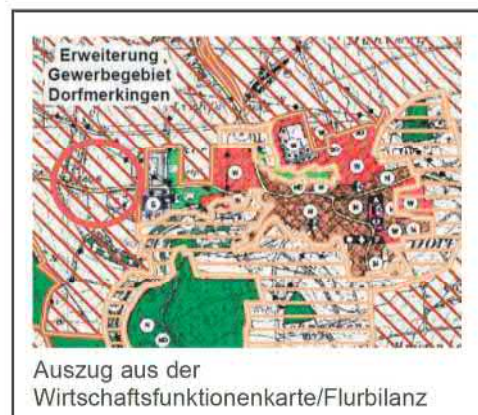 Erweiterung
Gewerbegebiet
Dorfmerkingen
Auszug aus der
Wirtschaftsfunktionenkarte/Flurbilanz